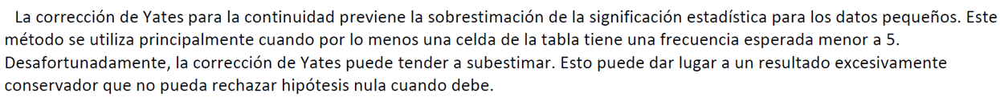 La corrección de Yates para la continuidad previene la sobrestimación de la significación estadística para los datos pequeños. Este
método se utiliza principalmente cuando por lo menos una celda de la tabla tiene una frecuencia esperada menor a 5.
Desafortunadamente, la corrección de Yates puede tender a subestimar. Esto puede dar lugar a un resultado excesivamente
conservador que no pueda rechazar hipótesis nula cuando debe.